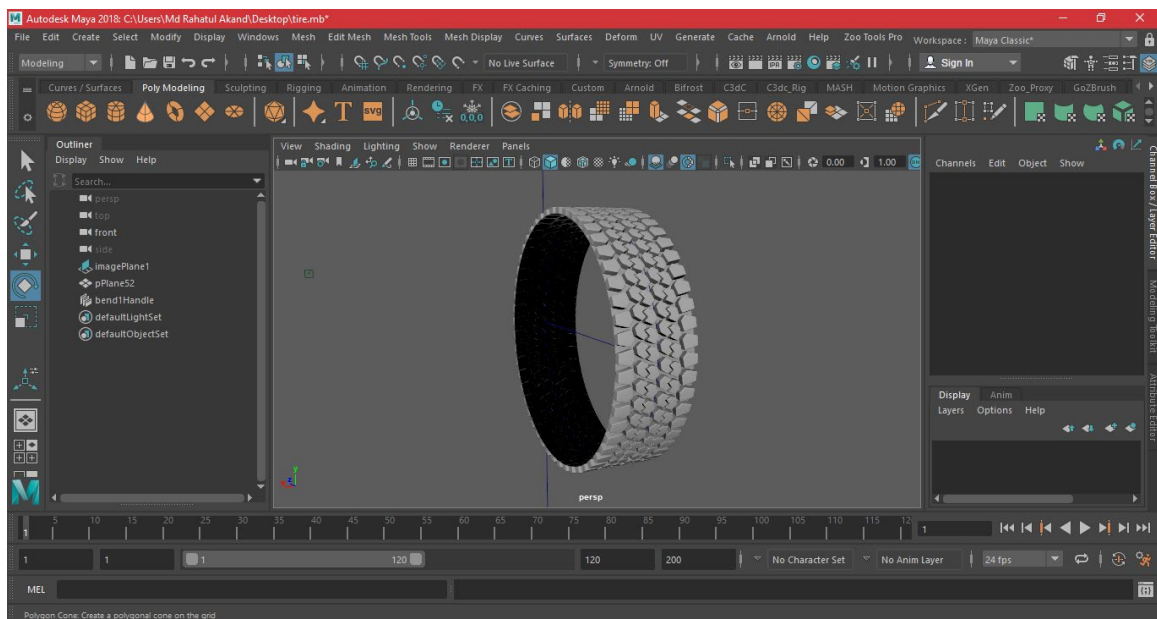 Autodesk Maya 2018: C:\Users\Md Rahatul Akand\Desktop\tire.mb*
File Edit Create Select Modify Display Windows Mesh Edit Mesh Mesh Tools Mesh Display Curves Surfaces Deform UV Generate Cache Arnold Help Zoo Tools Pro Workspace: Maya Classic*
Modeling No Live Surface Symmetry: Off Sign In
Curves / Surfaces Poly Modeling Sculpting Rigging Animation Rendering FX FX Caching Custom Arnold Bifrost C3dC C3dc_Rig MASH Motion Graphics XGen Zoo_Proxy GoZBrush
T SVG 0,0,0
Outliner
Display Show Help
Search...
persp
top
front
side
imagePlane1
pPlane52
bend1Handle
defaultLightSet
defaultObjectSet
View Shading Lighting Show Renderer Panels
0.00 1.00
persp
y
z
Channels Edit Object Show
Channel Box / Layer Editor
Modeling Toolkit
Attribute Editor
Display Anim
Layers Options Help
1 5 10 15 20 25 30 35 40 45 50 55 60 65 70 75 80 85 90 95 100 105 110 115 12 1
1 1 1 120 120 200 No Character Set No Anim Layer 24 fps
MEL
Polygon Cone: Create a polygonal cone on the grid